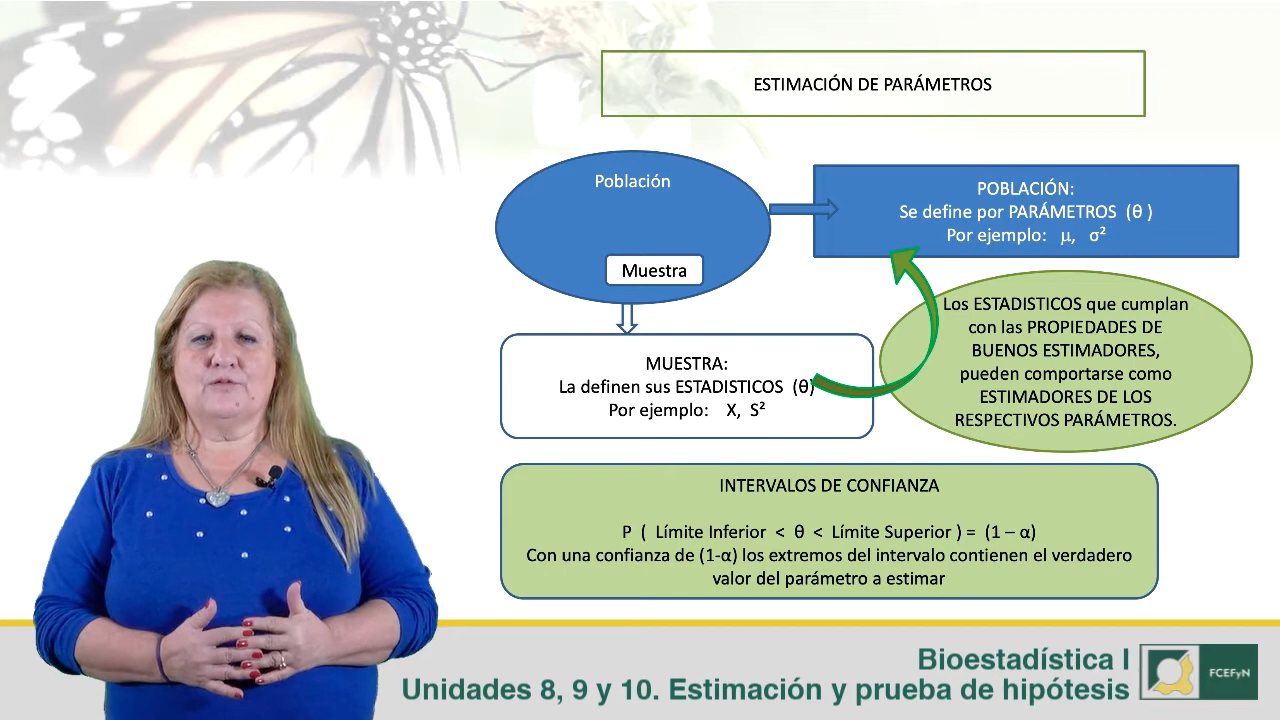 ESTIMACIÓN DE PARÁMETROS
Población
Muestra
POBLACIÓN:
Se define por PARÁMETROS (θ )
Por ejemplo: μ, σ²
MUESTRA:
La definen sus ESTADISTICOS (θ)
Por ejemplo: X, S²
Los ESTADISTICOS que cumplan
con las PROPIEDADES DE
BUENOS ESTIMADORES,
pueden comportarse como
ESTIMADORES DE LOS
RESPECTIVOS PARÁMETROS.
INTERVALOS DE CONFIANZA
P ( Límite Inferior < θ < Límite Superior ) = (1 – α)
Con una confianza de (1-α) los extremos del intervalo contienen el verdadero
valor del parámetro a estimar
Bioestadística I
Unidades 8, 9 y 10. Estimación y prueba de hipótesis
FCEFyN